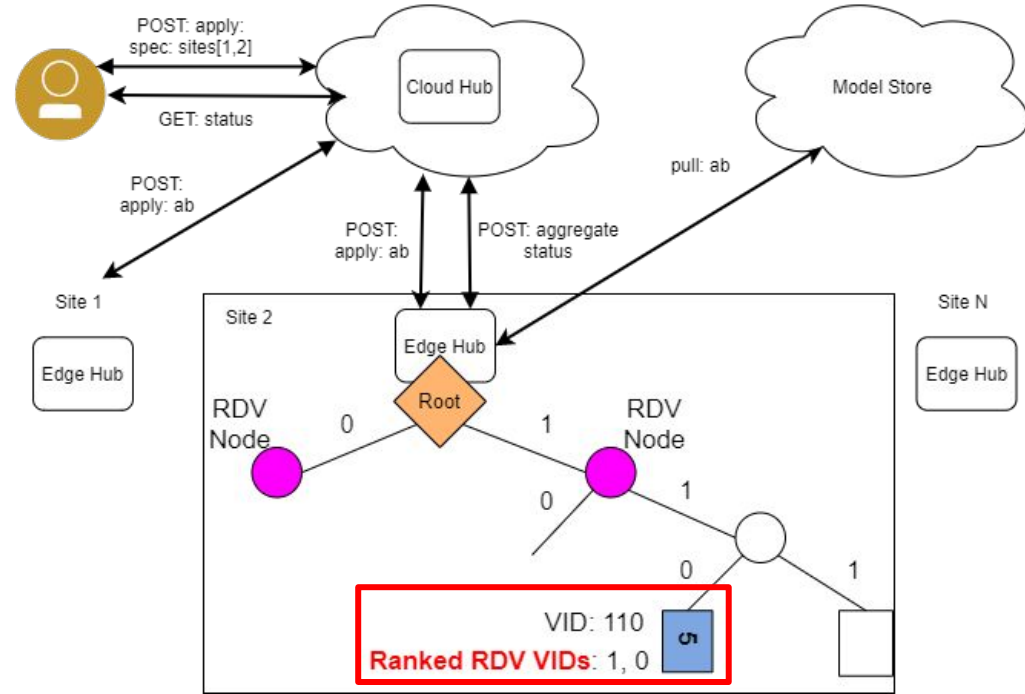 POST: apply:
spec: sites[1,2]
GET: status
Cloud Hub
Model Store
POST:
apply: ab
pull: ab
POST:
apply: ab
POST: aggregate
status
Site 1
Edge Hub
Site 2
Edge Hub
Root
Site N
Edge Hub
RDV
Node
0
1
RDV
Node
0
1
0
1
VID: 110
5
Ranked RDV VIDs: 1, 0